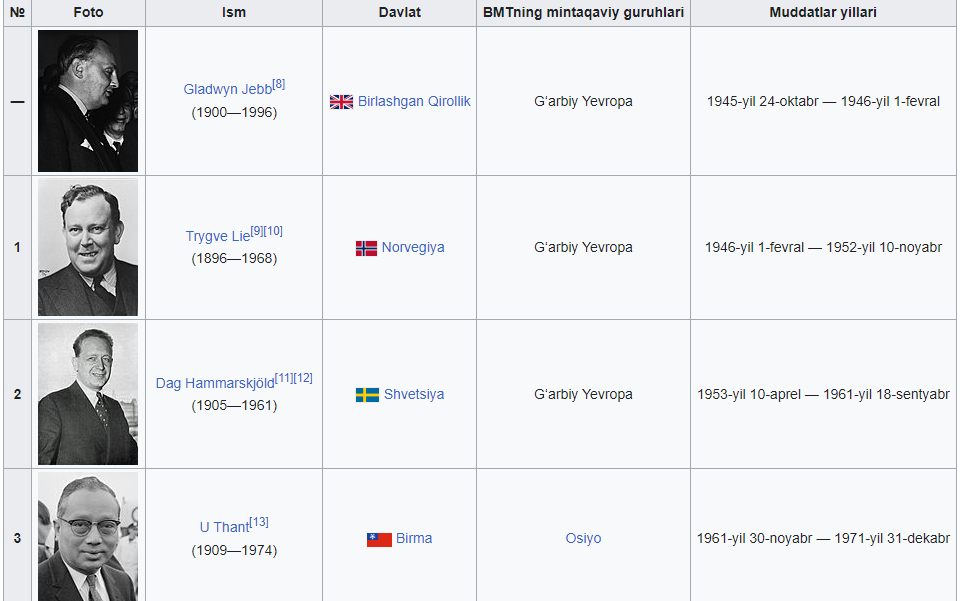 № Foto Ism Davlat BMTning mintaqaviy guruhlari Muddatlar yillari
— Gladwyn Jebb[8] (1900—1996) Birlashgan Qirollik Gʻarbiy Yevropa 1945-yil 24-oktabr — 1946-yil 1-fevral
1 Trygve Lie[9][10] (1896—1968) Norvegiya Gʻarbiy Yevropa 1946-yil 1-fevral — 1952-yil 10-noyabr
2 Dag Hammarskjöld[11][12] (1905—1961) Shvetsiya Gʻarbiy Yevropa 1953-yil 10-aprel — 1961-yil 18-sentyabr
3 U Thant[13] (1909—1974) Birma Osiyo 1961-yil 30-noyabr — 1971-yil 31-dekabr